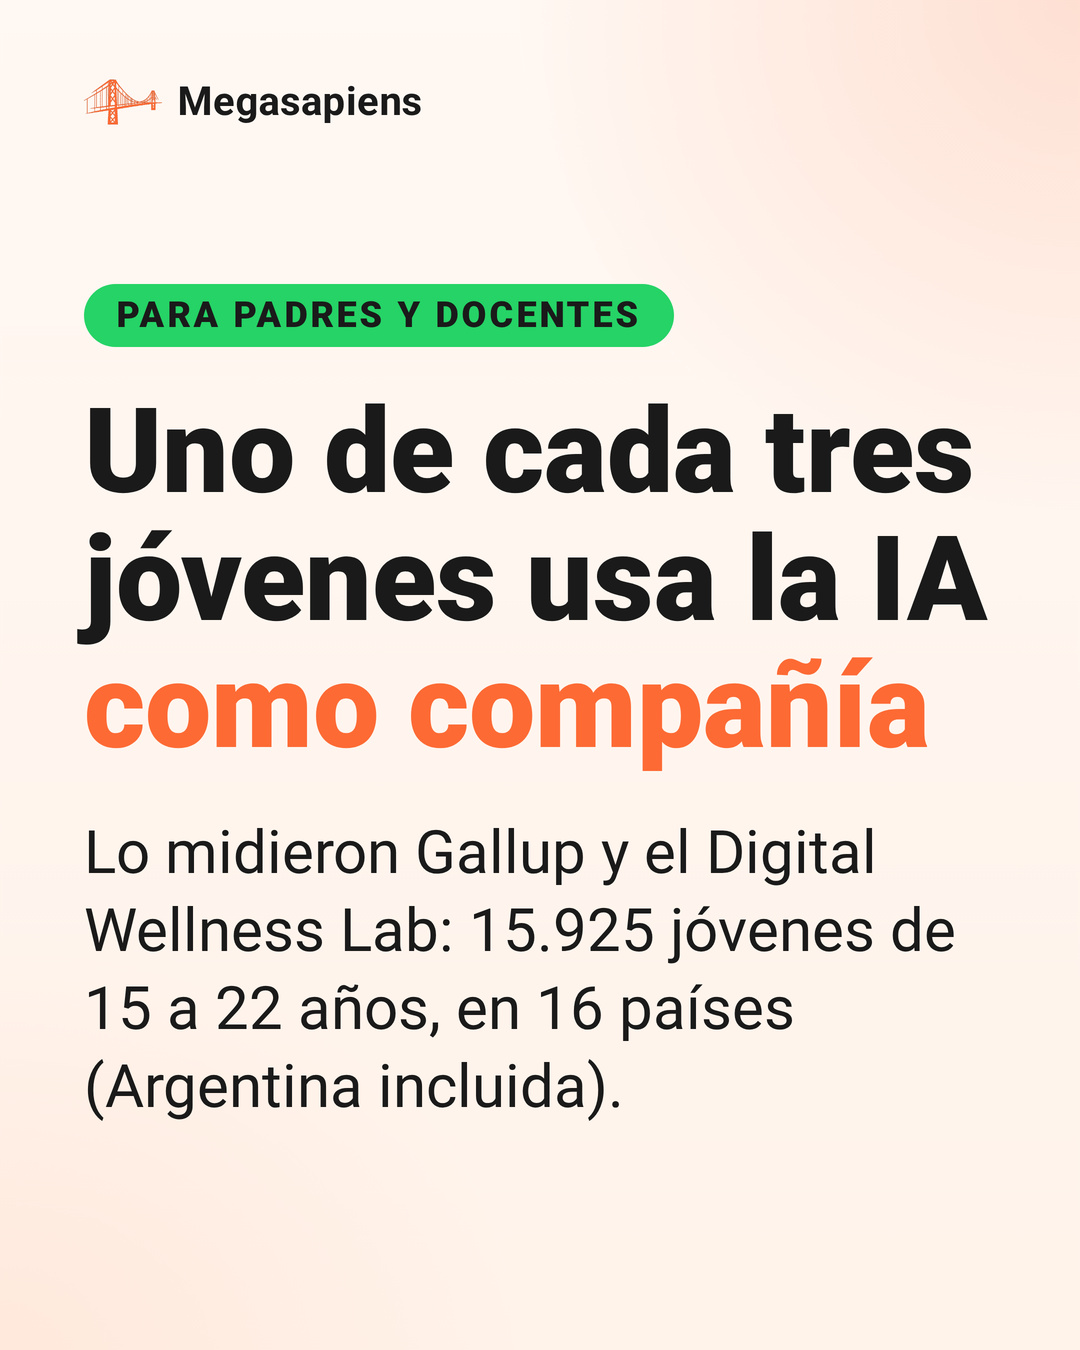 Megasapiens
PARA PADRES Y DOCENTES
Uno de cada tres
jóvenes usa la IA
como compañía
Lo midieron Gallup y el Digital
Wellness Lab: 15.925 jóvenes de
15 a 22 años, en 16 países
(Argentina incluida).